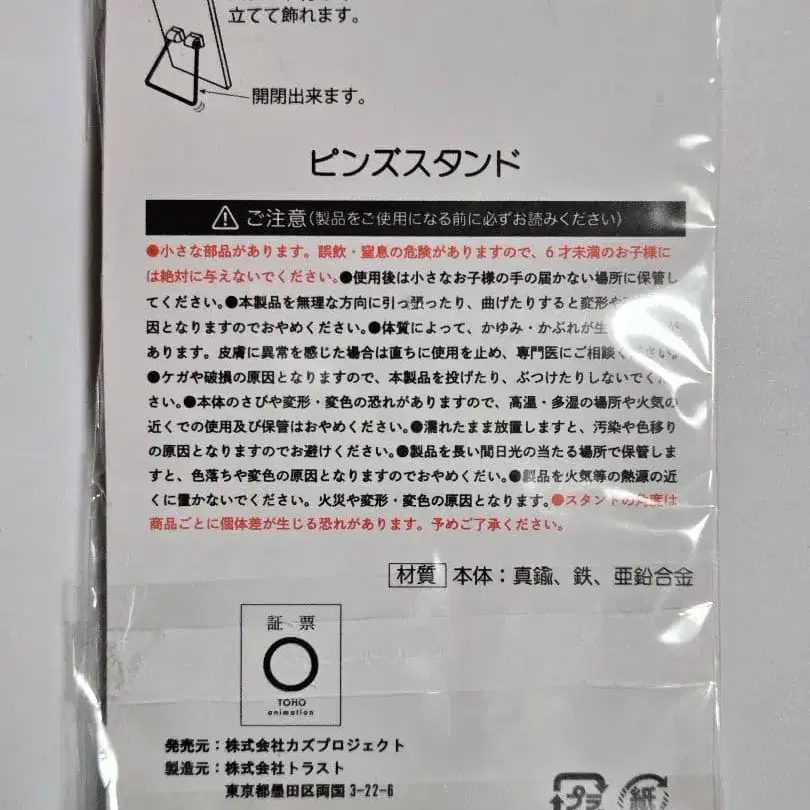 立てて飾れます。
開閉出来ます。
ピンズスタンド
ご注意(製品をご使用になる前に必ずお読みください)
●小さな部品があります。誤飲・窒息の危険がありますので、6才未満のお子様に
は絶対に与えないでください。●使用後は小さなお子様の手の届かない場所に保管し
てください。●本製品を無理な方向に引っ張ったり、曲げたりすると変形や
因となりますのでおやめください。●体質によって、かゆみ・かぶれが生
あります。皮膚に異常を感じた場合は直ちに使用を止め、専門医にご相談ください。
●ケガや破損の原因となりますので、本製品を投げたり、ぶつけたりしないでくだ
さい。●本体のさびや変形・変色の恐れがありますので、高温・多湿の場所や火気の
近くでの使用及び保管はおやめください。●濡れたまま放置しますと、汚染や色移り
の原因となりますのでお避けください。●製品を長い間日光の当たる場所で保管しま
すと、色落ちや変色の原因となりますのでおやめくだい。●製品を火気等の熱源の近
くに置かないでください。火災や変形・変色の原因となります。●スタンドの角度は
商品ごとに個体差が生じる恐れがあります。予めご了承ください。
材質 本体:真鍮、鉄、亜鉛合金
証 票
TOHO
animation
発売元:株式会社カズプロジェクト
製造元:株式会社トラスト
東京都墨田区両国 3-22-6
プラ 紙